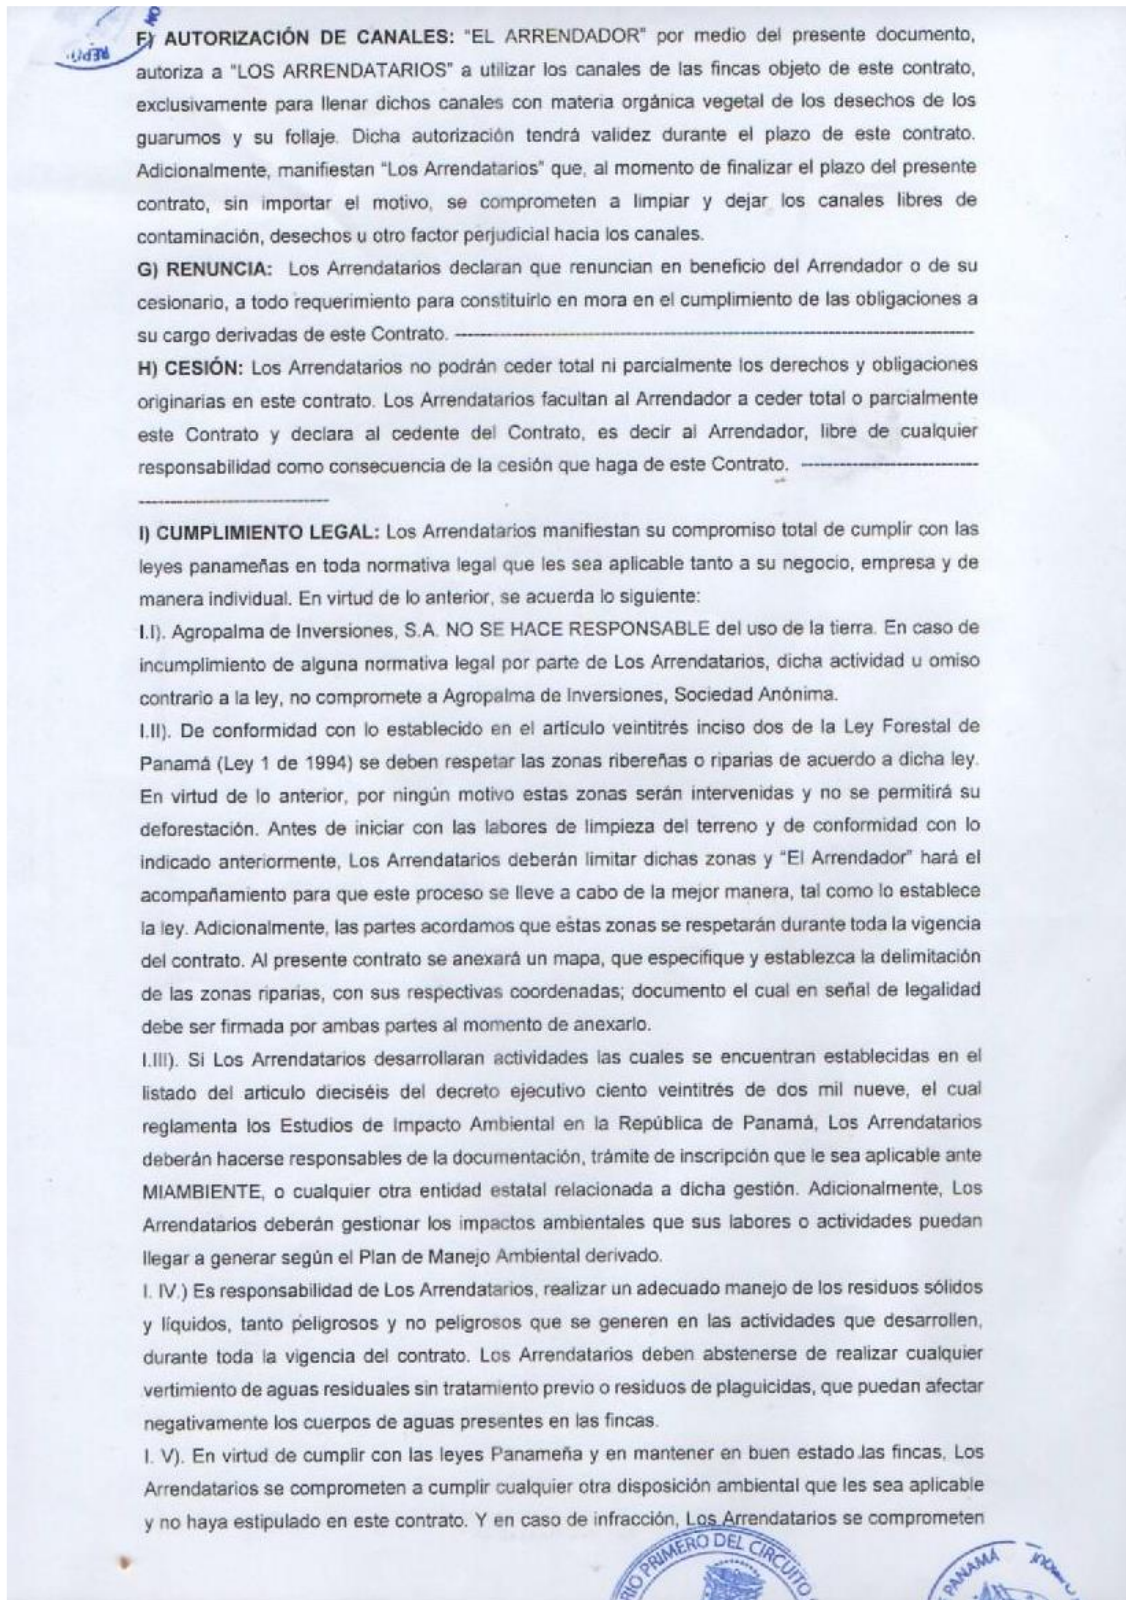 REPÚ
F) AUTORIZACIÓN DE CANALES: "EL ARRENDADOR" por medio del presente documento,
autoriza a "LOS ARRENDATARIOS" a utilizar los canales de las fincas objeto de este contrato,
exclusivamente para llenar dichos canales con materia orgánica vegetal de los desechos de los
guarumos y su follaje. Dicha autorización tendrá validez durante el plazo de este contrato.
Adicionalmente, manifiestan "Los Arrendatarios" que, al momento de finalizar el plazo del presente
contrato, sin importar el motivo, se comprometen a limpiar y dejar los canales libres de
contaminación, desechos u otro factor perjudicial hacia los canales.
G) RENUNCIA: Los Arrendatarios declaran que renuncian en beneficio del Arrendador o de su
cesionario, a todo requerimiento para constituirlo en mora en el cumplimiento de las obligaciones a
su cargo derivadas de este Contrato. ----------------------------------------
H) CESIÓN: Los Arrendatarios no podrán ceder total ni parcialmente los derechos y obligaciones
originarias en este contrato. Los Arrendatarios facultan al Arrendador a ceder total o parcialmente
este Contrato y declara al cedente del Contrato, es decir al Arrendador, libre de cualquier
responsabilidad como consecuencia de la cesión que haga de este Contrato. --------------------
--------------------
I) CUMPLIMIENTO LEGAL: Los Arrendatarios manifiestan su compromiso total de cumplir con las
leyes panameñas en toda normativa legal que les sea aplicable tanto a su negocio, empresa y de
manera individual. En virtud de lo anterior, se acuerda lo siguiente:
I.I). Agropalma de Inversiones, S.A. NO SE HACE RESPONSABLE del uso de la tierra. En caso de
incumplimiento de alguna normativa legal por parte de Los Arrendatarios, dicha actividad u omiso
contrario a la ley, no compromete a Agropalma de Inversiones, Sociedad Anónima.
I.II). De conformidad con lo establecido en el articulo veintitrés inciso dos de la Ley Forestal de
Panamá (Ley 1 de 1994) se deben respetar las zonas ribereñas o riparias de acuerdo a dicha ley.
En virtud de lo anterior, por ningún motivo estas zonas serán intervenidas y no se permitirá su
deforestación. Antes de iniciar con las labores de limpieza del terreno y de conformidad con lo
indicado anteriormente, Los Arrendatarios deberán limitar dichas zonas y "El Arrendador" hará el
acompañamiento para que este proceso se lleve a cabo de la mejor manera, tal como lo establece
la ley. Adicionalmente, las partes acordamos que estas zonas se respetarán durante toda la vigencia
del contrato. Al presente contrato se anexará un mapa, que especifique y establezca la delimitación
de las zonas riparias, con sus respectivas coordenadas; documento el cual en señal de legalidad
debe ser firmada por ambas partes al momento de anexarlo.
I.III). Si Los Arrendatarios desarrollaran actividades las cuales se encuentran establecidas en el
listado del articulo dieciséis del decreto ejecutivo ciento veintitrés de dos mil nueve, el cual
reglamenta los Estudios de Impacto Ambiental en la República de Panamá, Los Arrendatarios
deberán hacerse responsables de la documentación, trámite de inscripción que le sea aplicable ante
MIAMBIENTE, o cualquier otra entidad estatal relacionada a dicha gestión. Adicionalmente, Los
Arrendatarios deberán gestionar los impactos ambientales que sus labores o actividades puedan
llegar a generar según el Plan de Manejo Ambiental derivado.
I. IV.) Es responsabilidad de Los Arrendatarios, realizar un adecuado manejo de los residuos sólidos
y líquidos, tanto peligrosos y no peligrosos que se generen en las actividades que desarrollen,
durante toda la vigencia del contrato. Los Arrendatarios deben abstenerse de realizar cualquier
vertimiento de aguas residuales sin tratamiento previo o residuos de plaguicidas, que puedan afectar
negativamente los cuerpos de aguas presentes en las fincas.
I. V). En virtud de cumplir con las leyes Panameña y en mantener en buen estado las fincas, Los
Arrendatarios se comprometen a cumplir cualquier otra disposición ambiental que les sea aplicable
y no haya estipulado en este contrato. Y en caso de infracción, Los Arrendatarios se comprometen
RIO PRIMERO DEL CIRCUITO
PANAMÁ